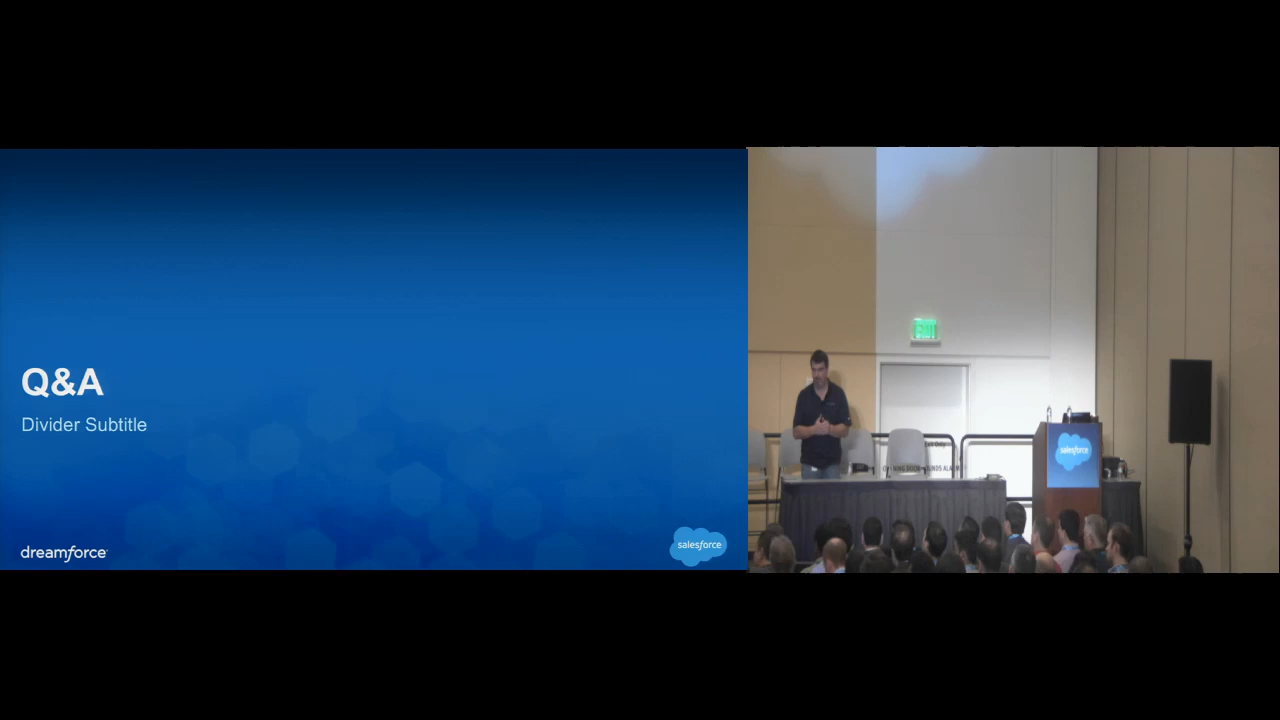 Q&A
Divider Subtitle
dreamforce
salesforce
EXIT
salesforce